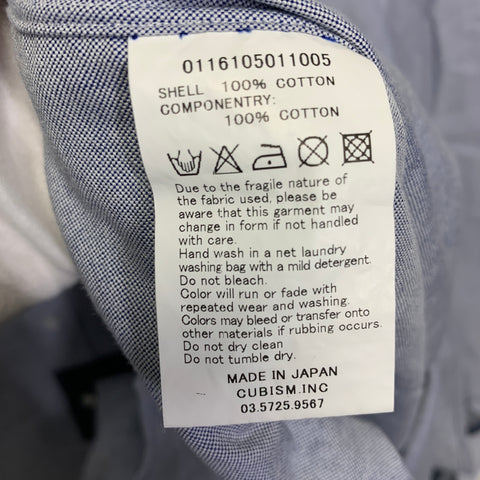 0116105011005
SHELL 100% COTTON
COMPONENTRY:
100% COTTON
Due to the fragile nature of
the fabric used, please be
aware that this garment may
change in form if not handled
with care.
Hand wash in a net laundry
washing bag with a mild detergent.
Do not bleach.
Color will run or fade with
repeated wear and washing.
Colors may bleed or transfer onto
other materials if rubbing occurs.
Do not dry clean
Do not tumble dry.
MADE IN JAPAN
CUBISM.INC
03.5725.9567